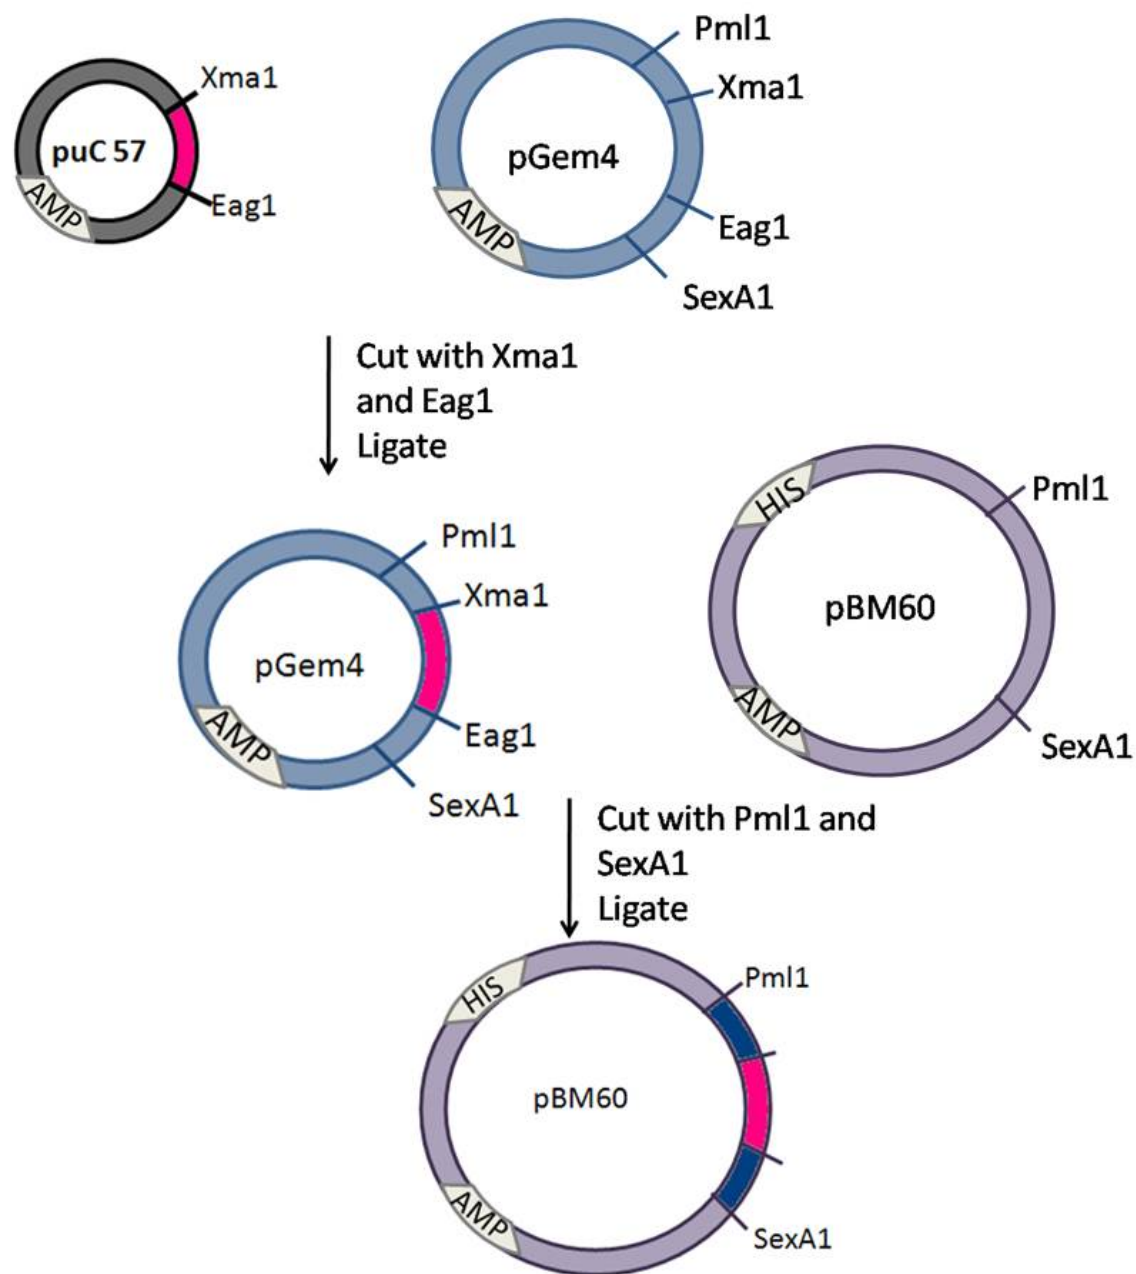 Xma1
puC 57
AMP
Eag1
Pml1
Xma1
pGem4
AMP
Eag1
SexA1
Cut with Xma1
and Eag1
Ligate
Pml1
Xma1
pGem4
AMP
Eag1
SexA1
HIS
Pml1
pBM60
AMP
SexA1
Cut with Pml1 and
SexA1
Ligate
HIS
Pml1
pBM60
AMP
SexA1